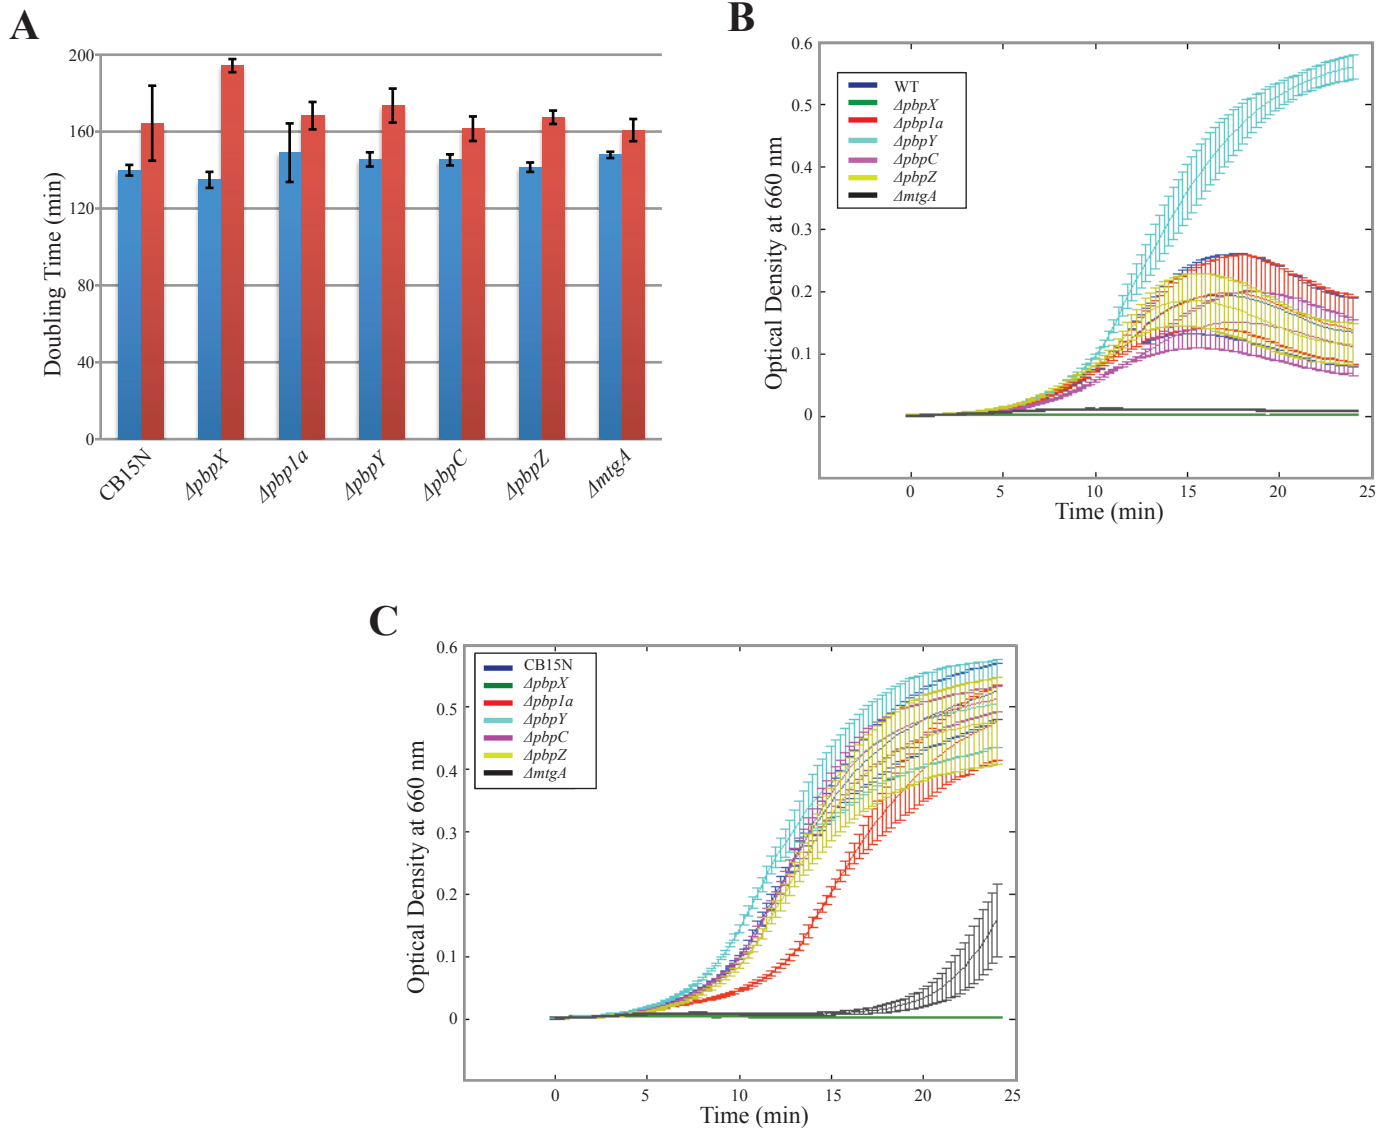 A
200
160
120
80
40
0
Doubling Time (min)
CB15N
ΔpbpX
Δpbp1a
ΔpbpY
ΔpbpC
ΔpbpZ
ΔmtgA
B
0.6
0.5
0.4
0.3
0.2
0.1
0
Optical Density at 660 nm
WT
ΔpbpX
Δpbp1a
ΔpbpY
ΔpbpC
ΔpbpZ
ΔmtgA
0 5 10 15 20 25
Time (min)
C
0.6
0.5
0.4
0.3
0.2
0.1
0
Optical Density at 660 nm
CB15N
ΔpbpX
Δpbp1a
ΔpbpY
ΔpbpC
ΔpbpZ
ΔmtgA
0 5 10 15 20 25
Time (min)